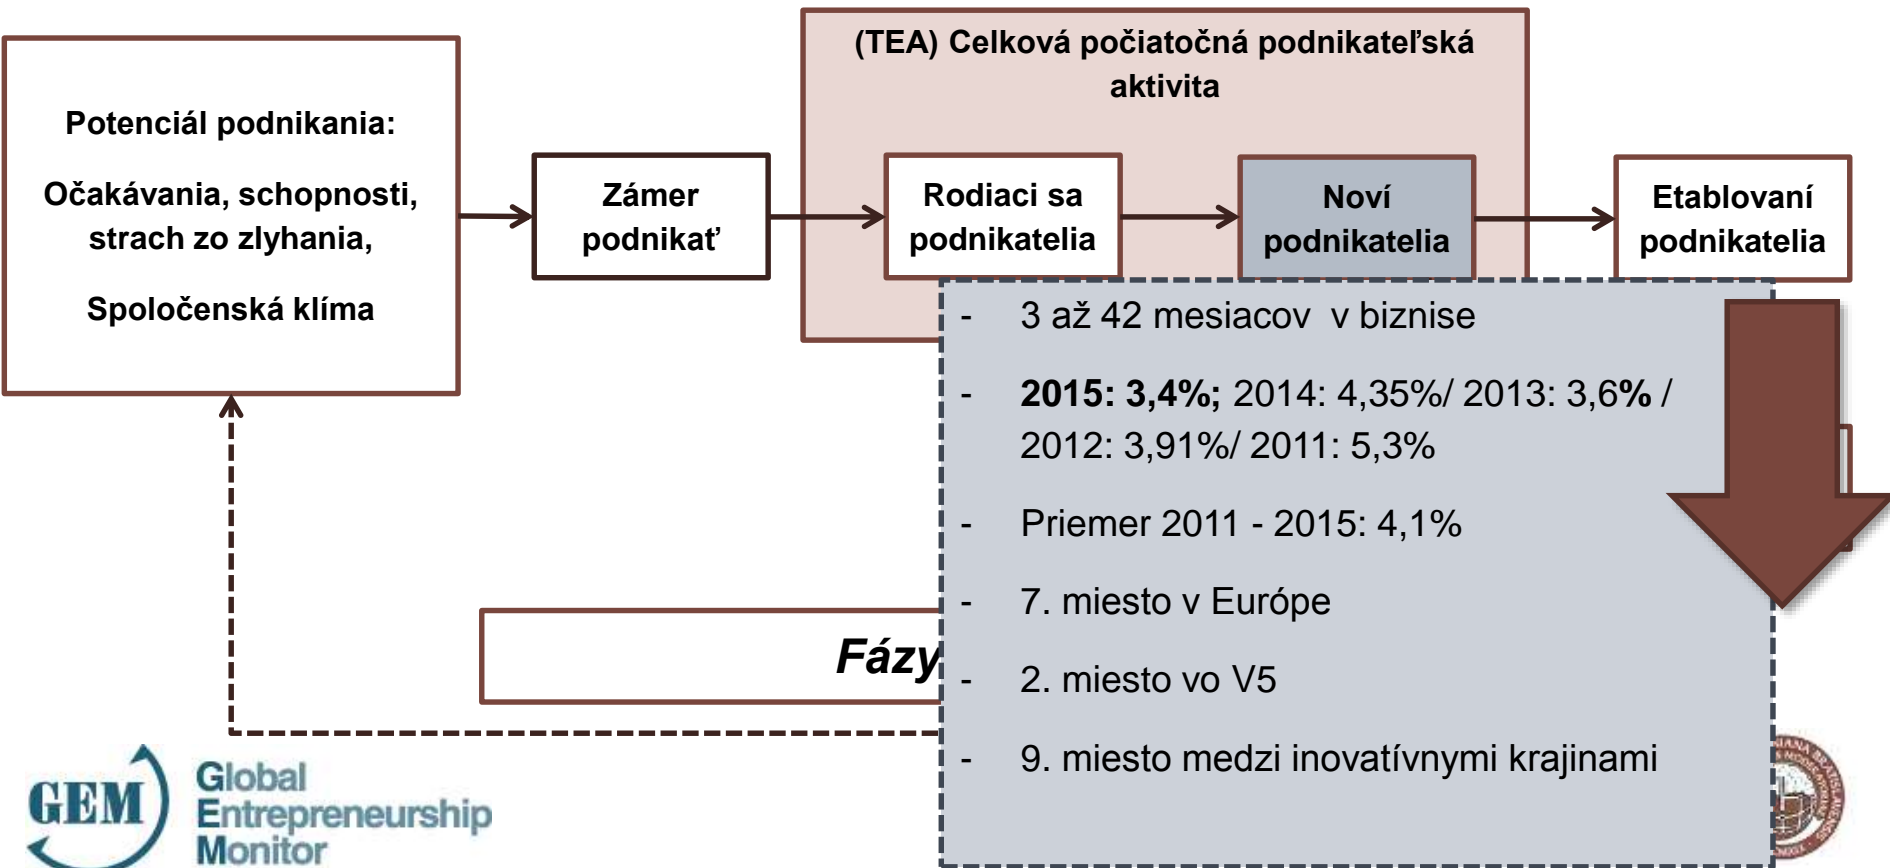 (TEA) Celková počiatočná podnikateľská
aktivita
Potenciál podnikania:
Očakávania, schopnosti,
strach zo zlyhania,
Spoločenská klíma
Zámer
podnikať
Rodiaci sa
podnikatelia
Noví
podnikatelia
Etablovaní
podnikatelia
- 3 až 42 mesiacov v biznise
- 2015: 3,4%; 2014: 4,35%/ 2013: 3,6% /
2012: 3,91%/ 2011: 5,3%
- Priemer 2011 - 2015: 4,1%
- 7. miesto v Európe
- 2. miesto vo V5
- 9. miesto medzi inovatívnymi krajinami
Fázy
GEM
Global
Entrepreneurship
Monitor